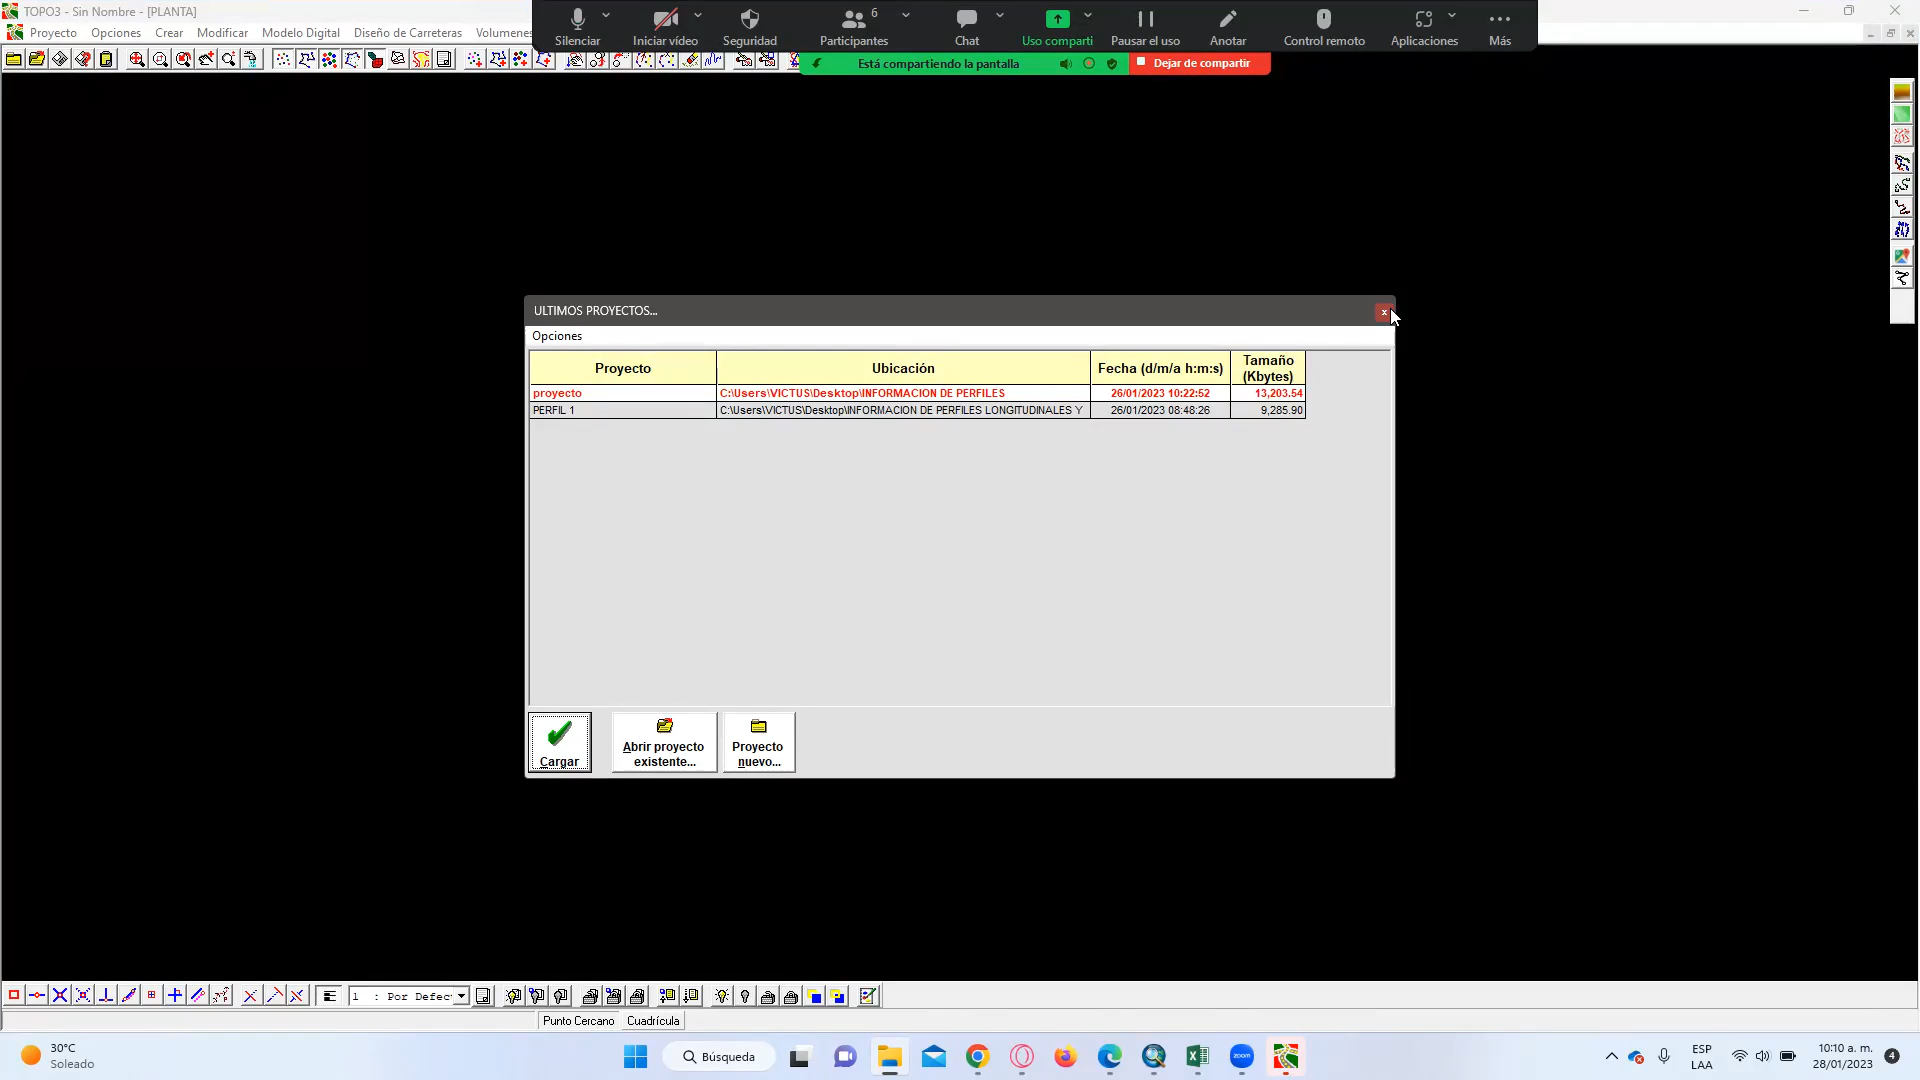 TOPO3 - Sin Nombre - [PLANTA]
Proyecto Opciones Crear Modificar Modelo Digital Diseño de Carreteras Volumenes
Silenciar Iniciar vídeo Seguridad Participantes 6 Chat Uso comparti Pausar el uso Anotar Control remoto Aplicaciones Más
Está compartiendo la pantalla Dejar de compartir
ULTIMOS PROYECTOS...
Opciones
Proyecto Ubicación Fecha (d/m/a h:m:s) Tamaño (Kbytes)
proyecto C:\Users\VICTUS\Desktop\INFORMACION DE PERFILES 26/01/2023 10:22:52 13,203.54
PERFIL 1 C:\Users\VICTUS\Desktop\INFORMACION DE PERFILES LONGITUDINALES Y 26/01/2023 08:48:26 9,285.90
Cargar
Abrir proyecto
existente...
Proyecto
nuevo...
1 : Por Defec
Punto Cercano Cuadrícula
30°C
Soleado
Búsqueda
zoom
ESP
LAA
10:10 a. m.
28/01/2023
4